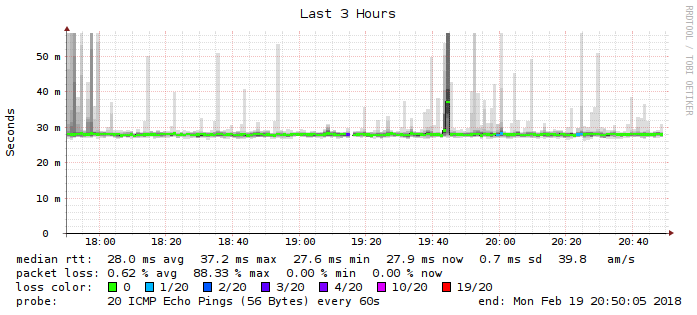 Last 3 Hours
RRDTOOL / TOBI OETIKER
Seconds
50 m
40 m
30 m
20 m
10 m
0
18:00 18:20 18:40 19:00 19:20 19:40 20:00 20:20 20:40
median rtt: 28.0 ms avg 37.2 ms max 27.6 ms min 27.9 ms now 0.7 ms sd 39.8 am/s
packet loss: 0.62 % avg 88.33 % max 0.00 % min 0.00 % now
loss color: 0 1/20 2/20 3/20 4/20 10/20 19/20
probe: 20 ICMP Echo Pings (56 Bytes) every 60s end: Mon Feb 19 20:50:05 2018